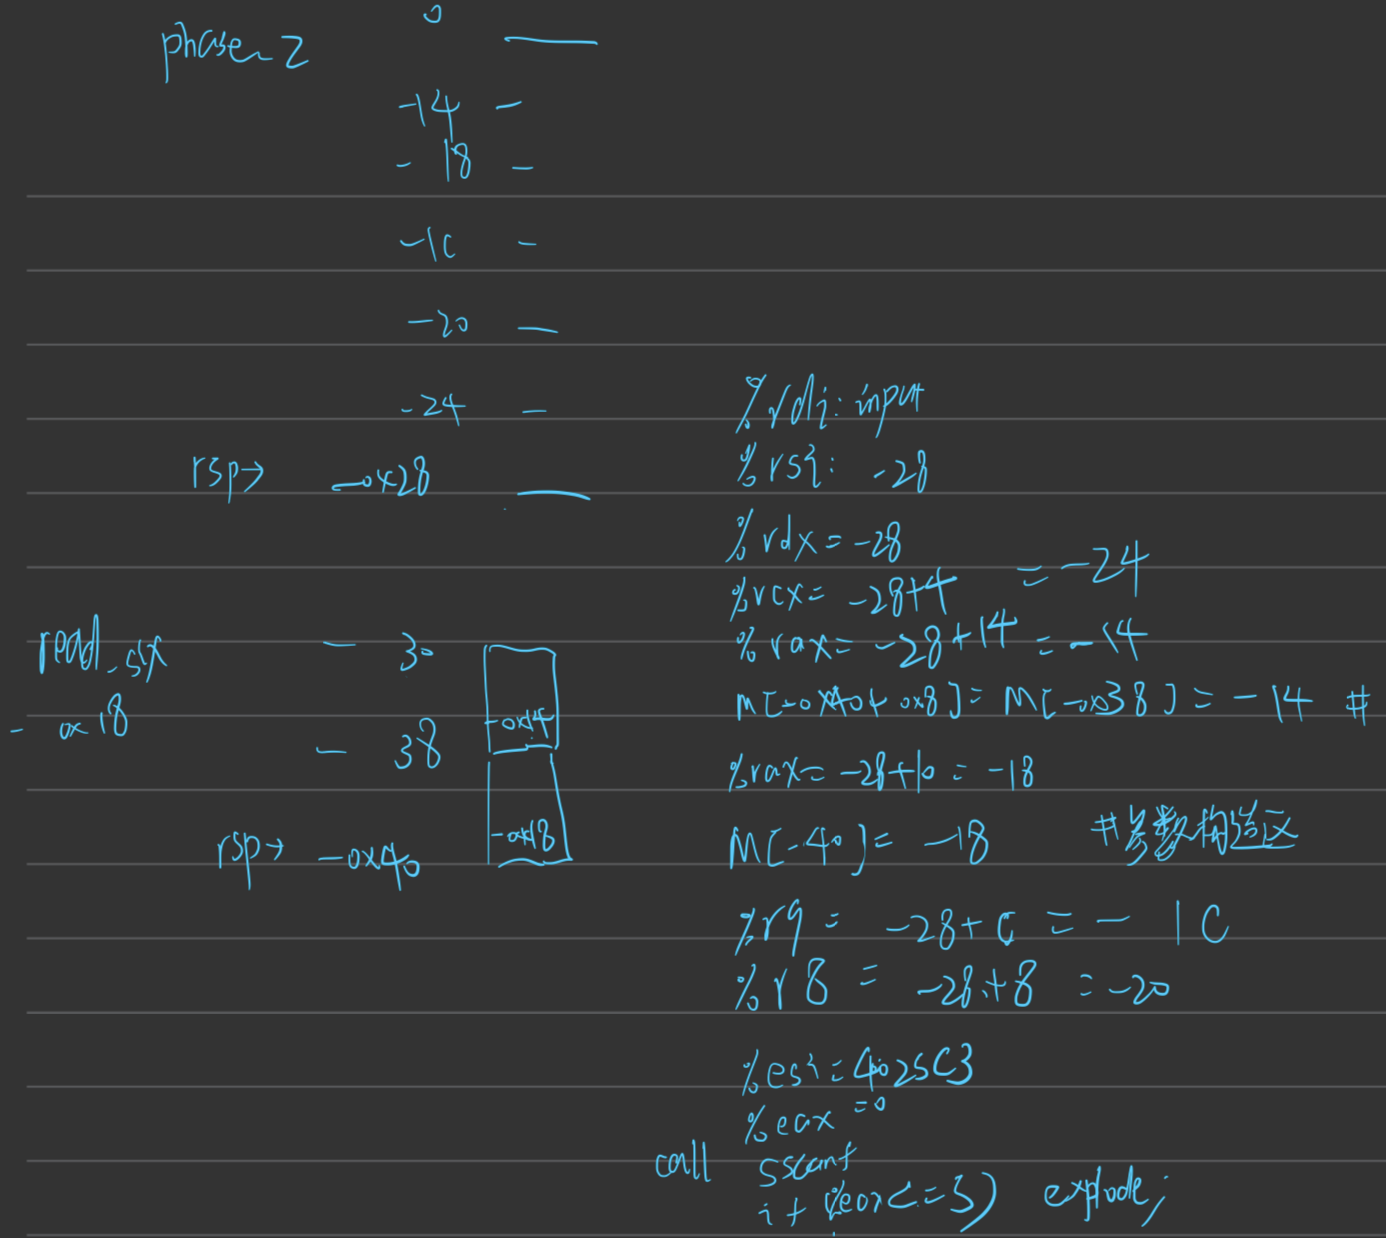 0
phase_2
-14 -
- 18 -
-1C -
-20 —
-24 -
rsp→ -0x28 —
%rdi: input
%rsi: -28
%rdx = -28
%rcx= -28+4 = -24
%rax= -28+14 = -14
M[-0x40+0x8] = M[-0x38] = -14 #
%rax= -28+10 = -18
M[-40]= -18 #参数构造区
%r9 = -28+C = - 1C
%r8 = -28+8 = -20
%esi = 4025C3
%eax =0
call sscanf
if (%eax<=5) explode;
read_six
- 0x18
- 30
- 38
-0x14
rsp→ -0x40
-0x18